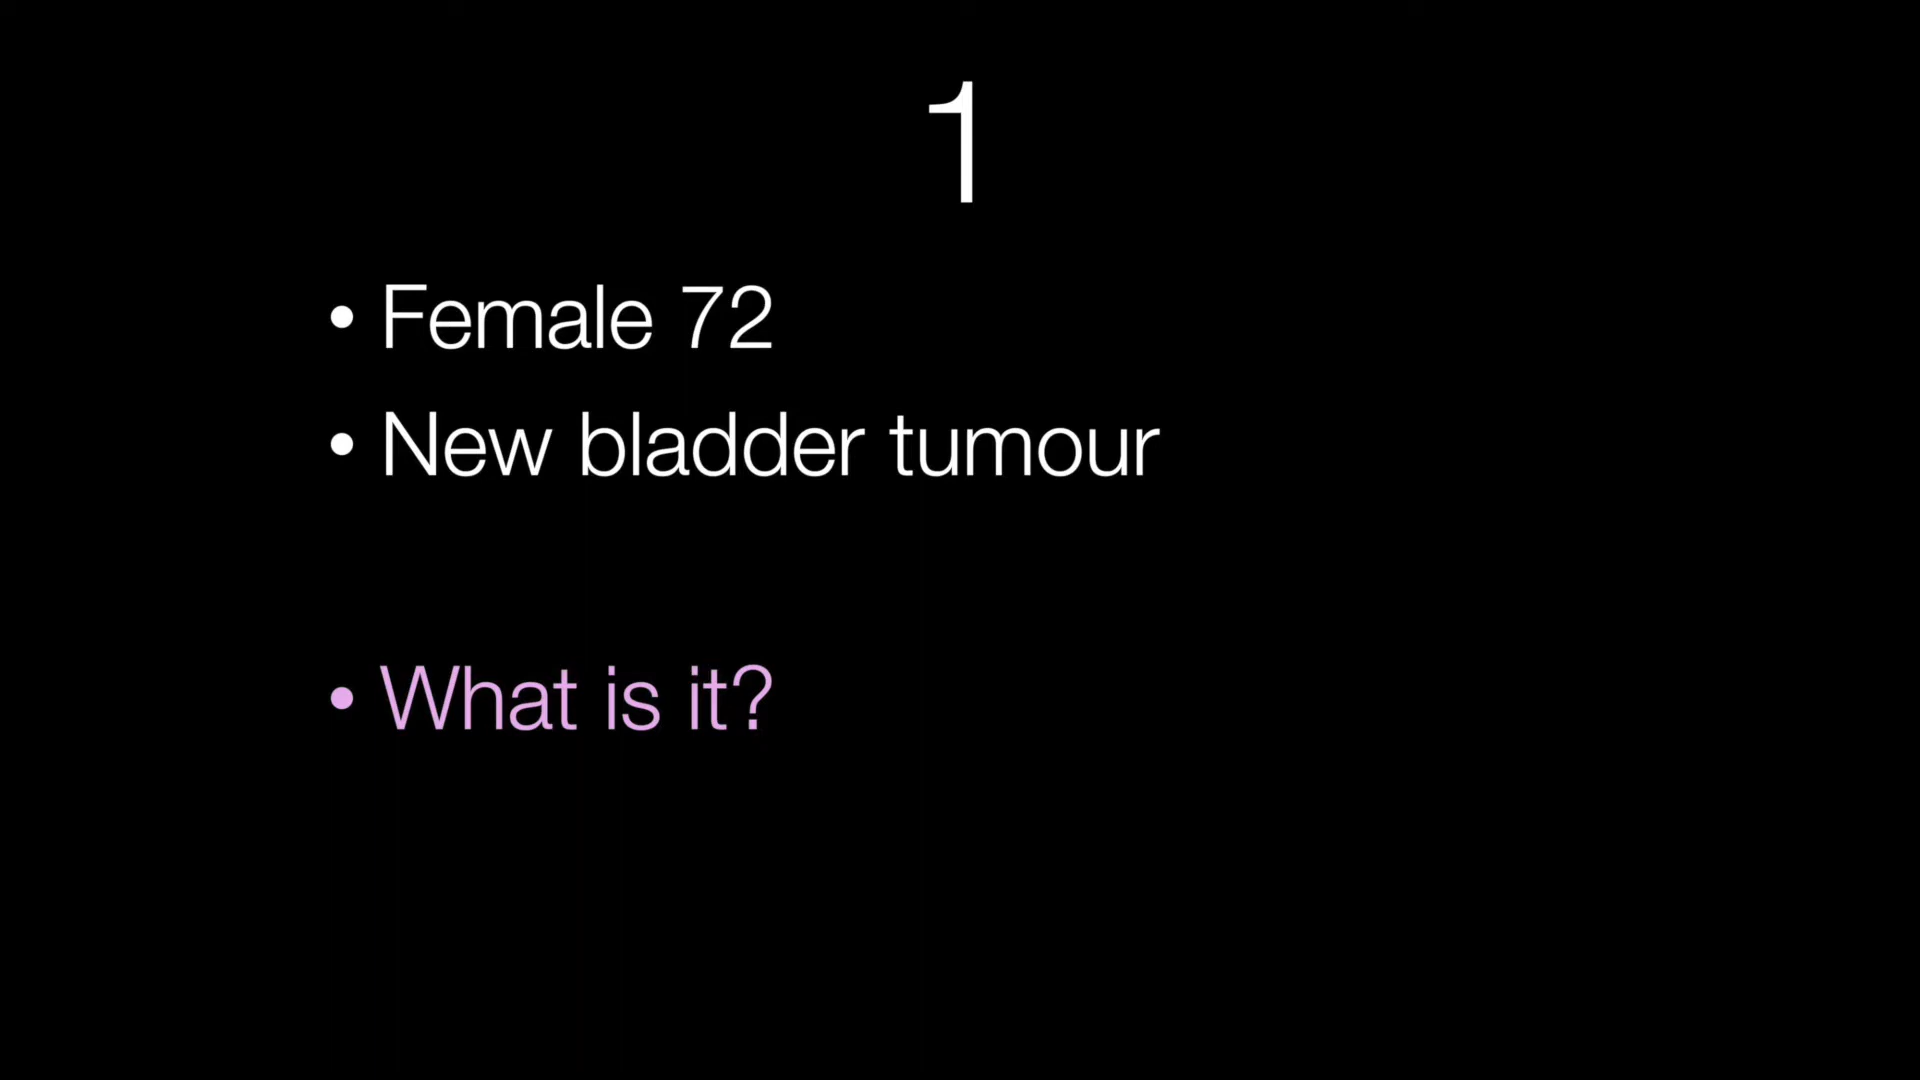 1
• Female 72
• New bladder tumour
• What is it?